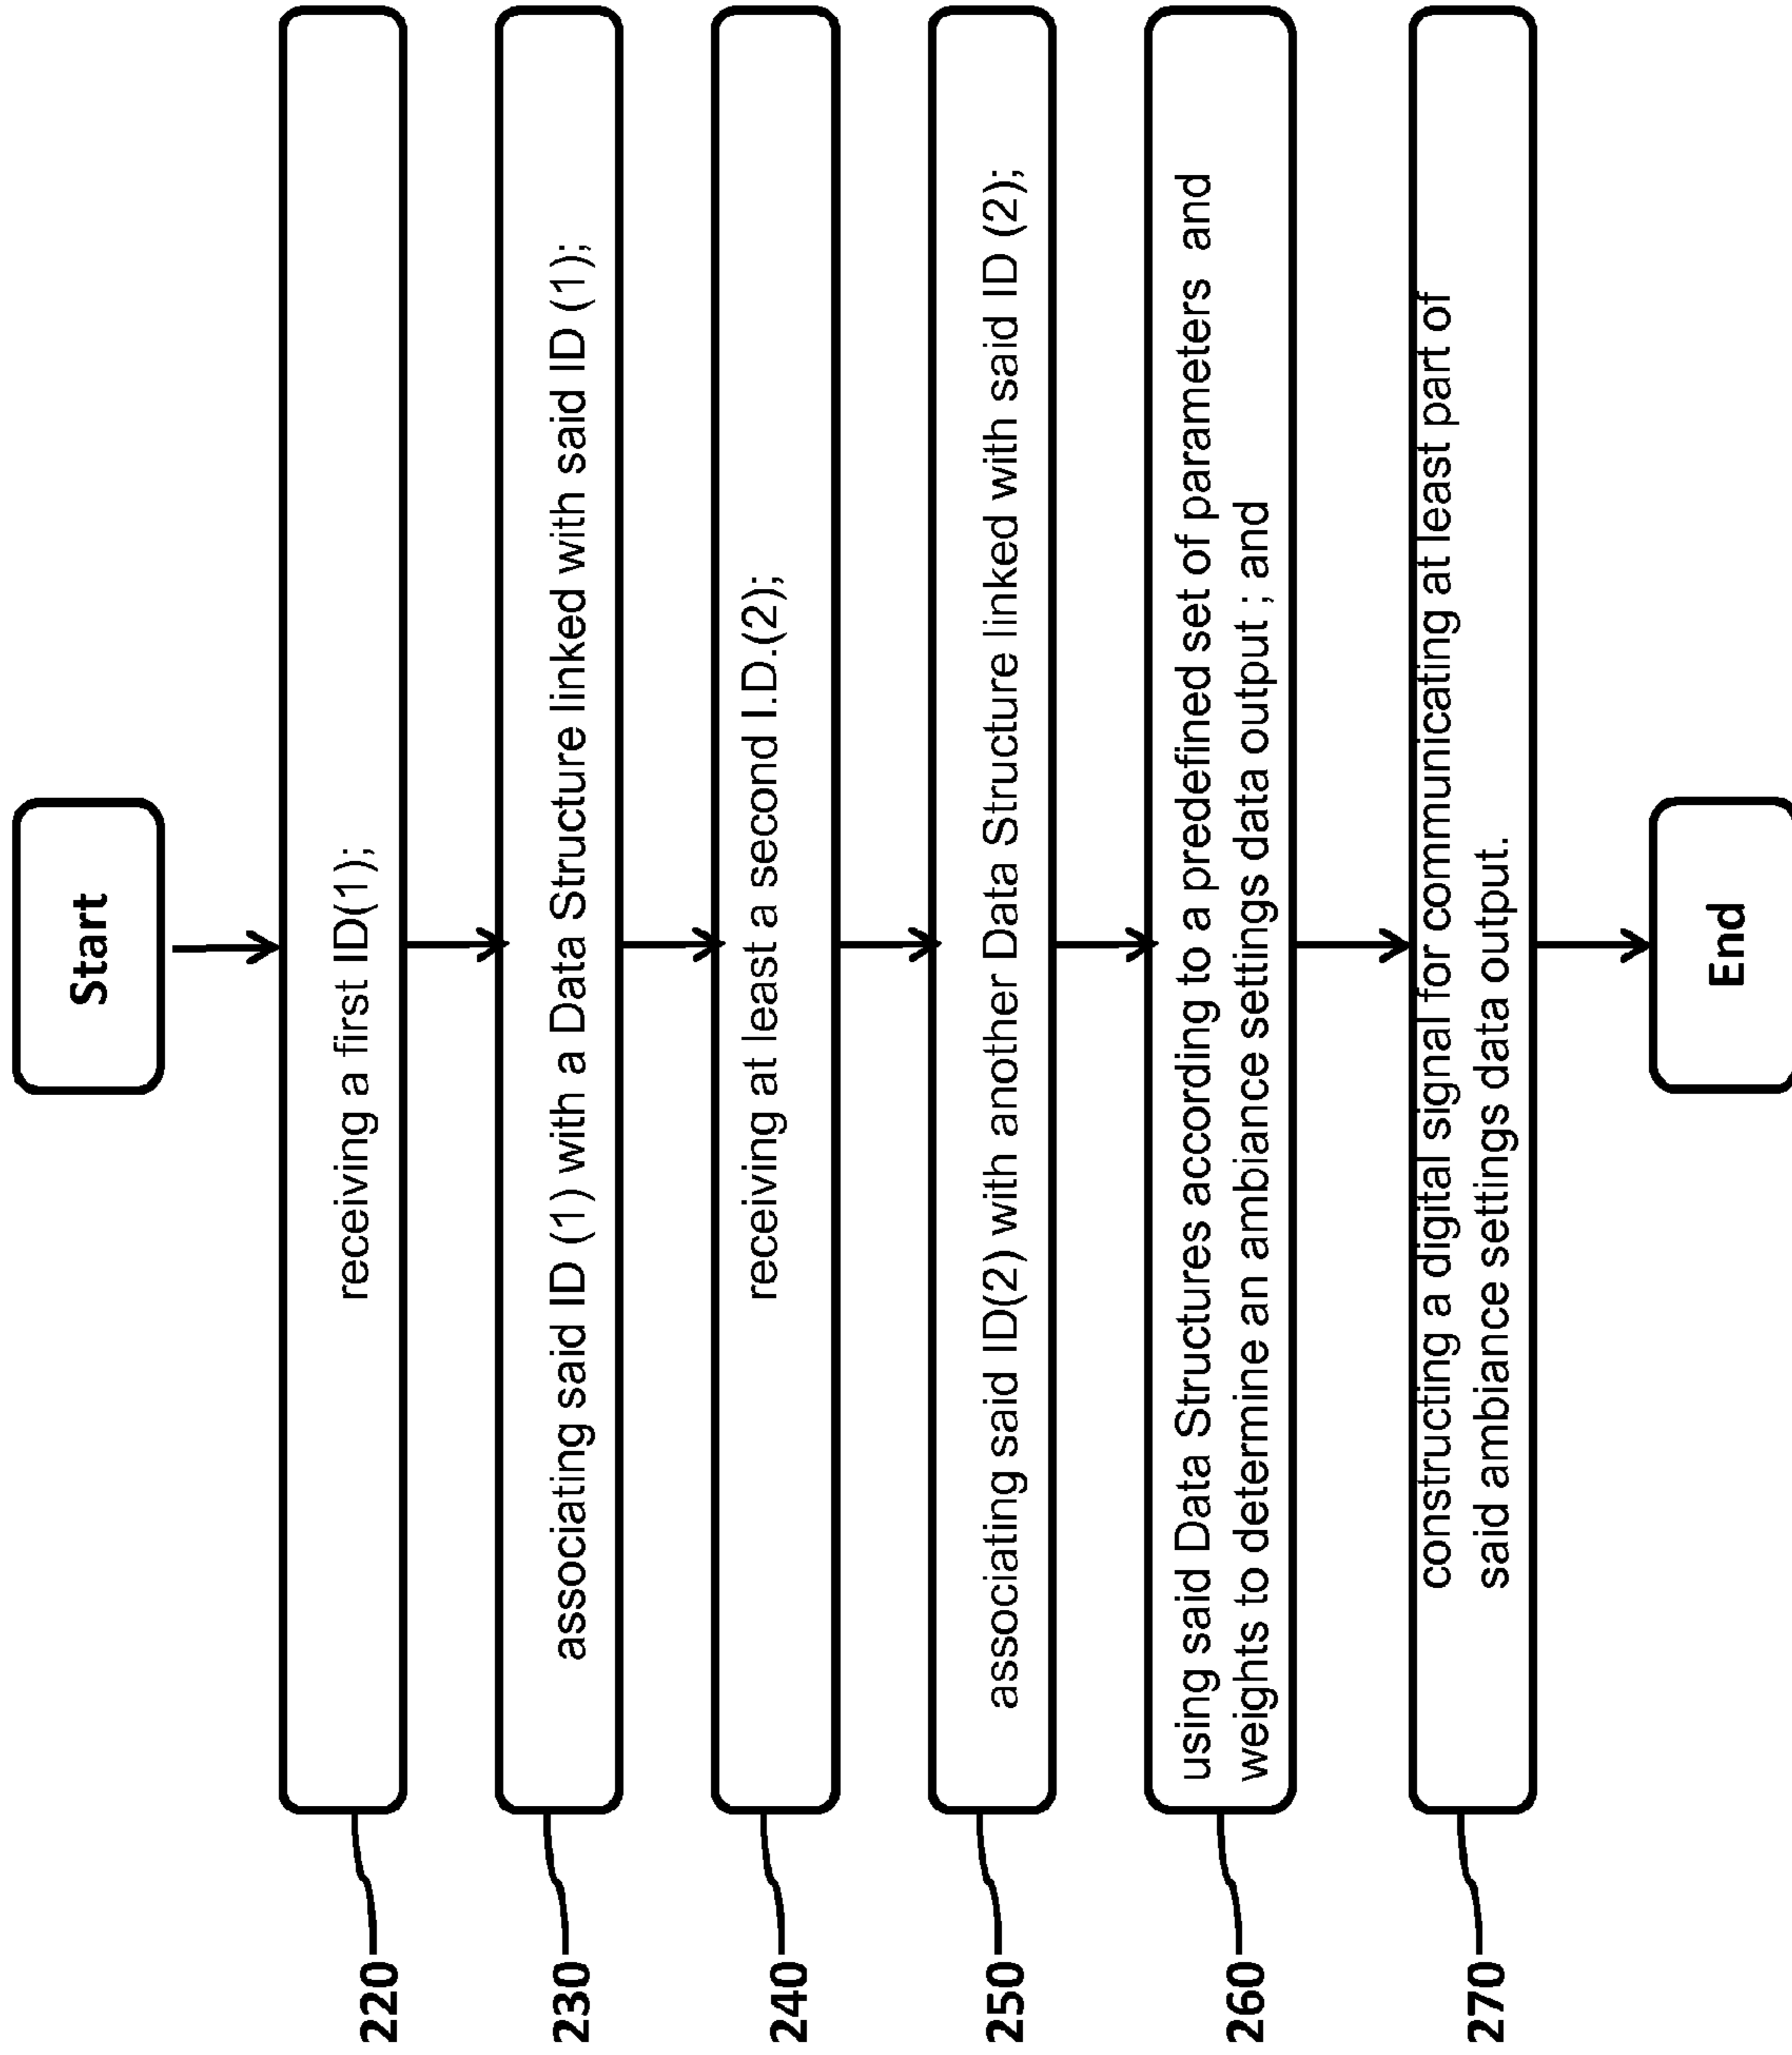 Start
220
receiving a first ID(1);
230
associating said ID (1) with a Data Structure linked with said ID (1);
240
receiving at least a second I.D.(2);
250
associating said ID(2) with another Data Structure linked with said ID (2);
260
using said Data Structures according to a predefined set of parameters and
weights to determine an ambiance settings data output ; and
270
constructing a digital signal for communicating at least part of
said ambiance settings data output.
End